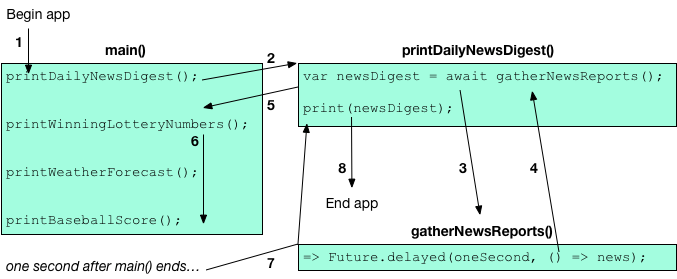 Begin app
1
main()
printDailyNewsDigest();
printWinningLotteryNumbers();
6
printWeatherForecast();
printBaseballScore();
one second after main() ends...
2
5
printDailyNewsDigest()
var newsDigest = await gatherNewsReports();
print(newsDigest);
8
3
4
End app
gatherNewsReports()
7
=> Future.delayed(oneSecond, () => news);